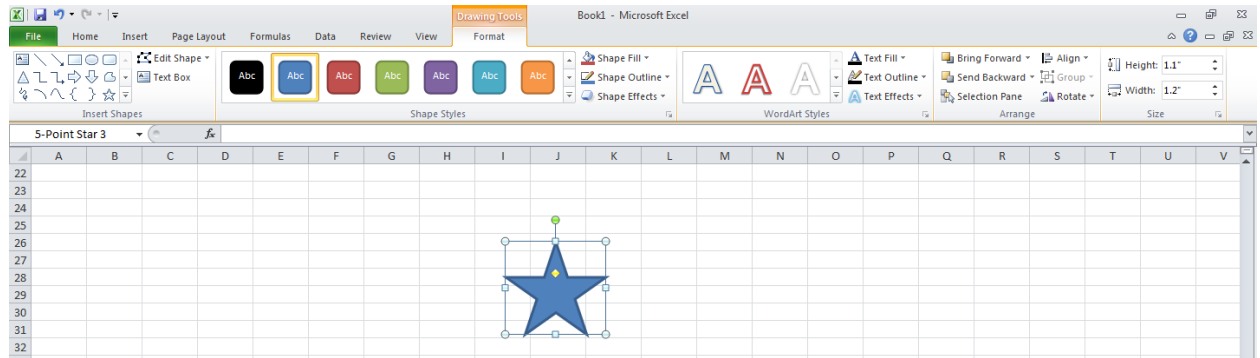 Drawing Tools Book1 - Microsoft Excel
File Home Insert Page Layout Formulas Data Review View Format
Edit Shape
Text Box
Insert Shapes
Abc Abc Abc Abc Abc Abc Abc
Shape Fill
Shape Outline
Shape Effects
Shape Styles
A A A
Text Fill
Text Outline
Text Effects
WordArt Styles
Bring Forward
Send Backward
Selection Pane
Align
Group
Rotate
Arrange
Height: 1.1"
Width: 1.2"
Size
5-Point Star 3 fx
A B C D E F G H I J K L M N O P Q R S T U V
22
23
24
25
26
27
28
29
30
31
32